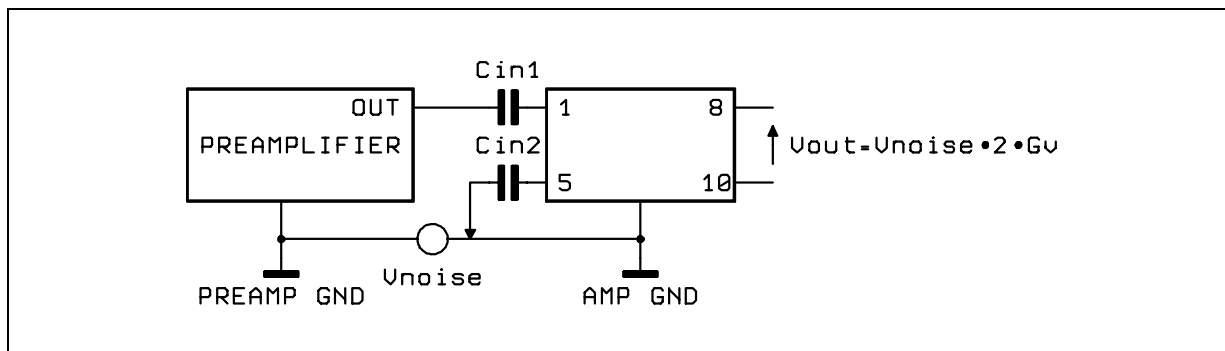 Cin1
OUT
1
8
PREAMPLIFIER
Cin2
Vout=Vnoise•2•Gv
5
10
Vnoise
PREAMP GND
AMP GND